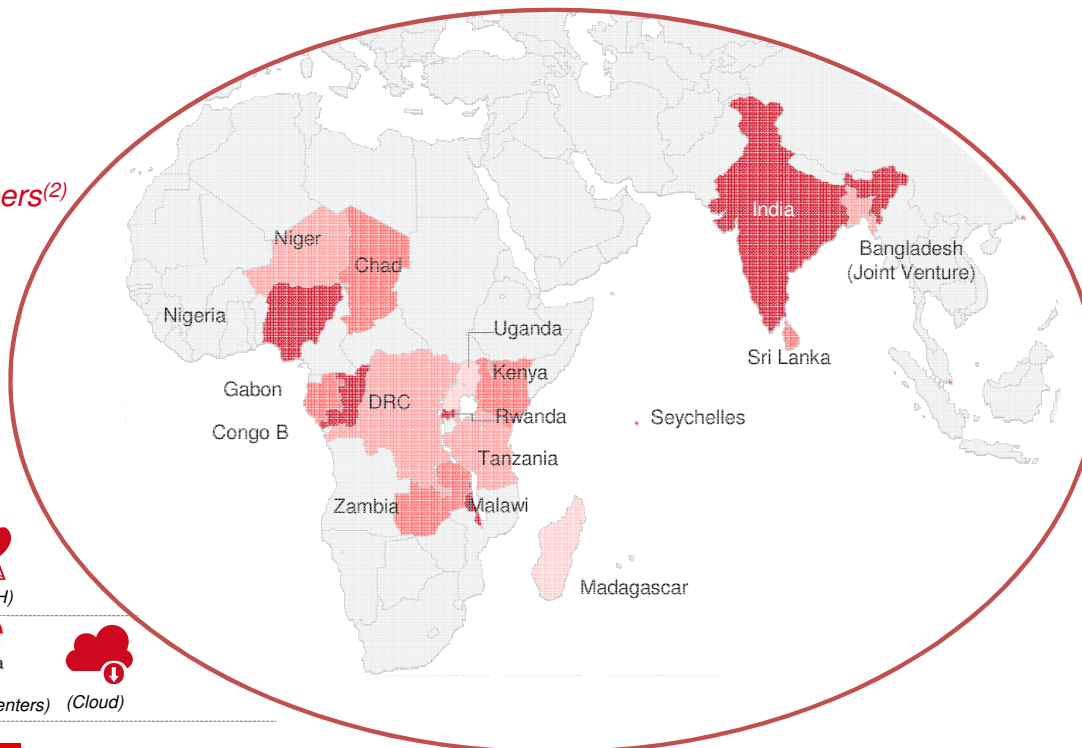 ers(2)
Niger
Chad
India
Bangladesh
(Joint Venture)
Nigeria
Uganda
Sri Lanka
Kenya
Gabon
DRC
Rwanda
Seychelles
Congo B
Tanzania
Zambia
Malawi
Madagascar
H)
a
enters) (Cloud)